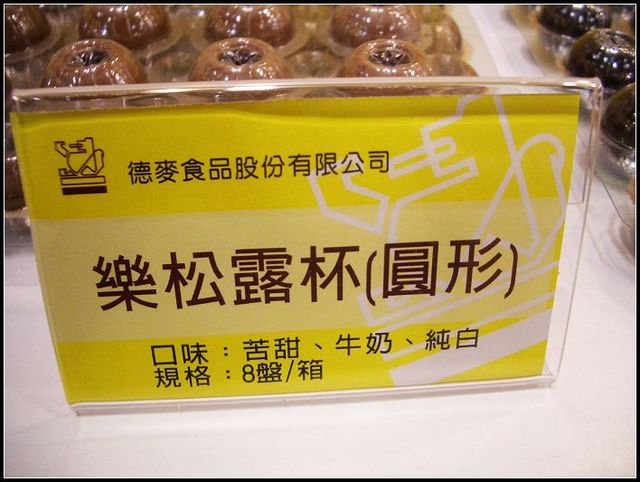 德麥食品股份有限公司
樂松露杯(圓形)
口味：苦甜、牛奶、純白
規格：8盤/箱